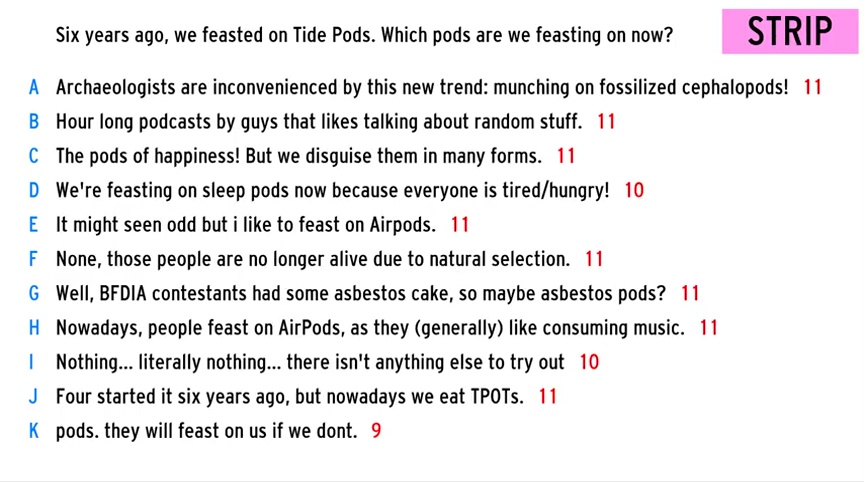 Six years ago, we feasted on Tide Pods. Which pods are we feasting on now?
STRIP
A Archaeologists are inconvenienced by this new trend: munching on fossilized cephalopods! 11
B Hour long podcasts by guys that likes talking about random stuff. 11
C The pods of happiness! But we disguise them in many forms. 11
D We're feasting on sleep pods now because everyone is tired/hungry! 10
E It might seen odd but i like to feast on Airpods. 11
F None, those people are no longer alive due to natural selection. 11
G Well, BFDIA contestants had some asbestos cake, so maybe asbestos pods? 11
H Nowadays, people feast on AirPods, as they (generally) like consuming music. 11
I Nothing... literally nothing... there isn't anything else to try out 10
J Four started it six years ago, but nowadays we eat TPOTs. 11
K pods. they will feast on us if we dont. 9